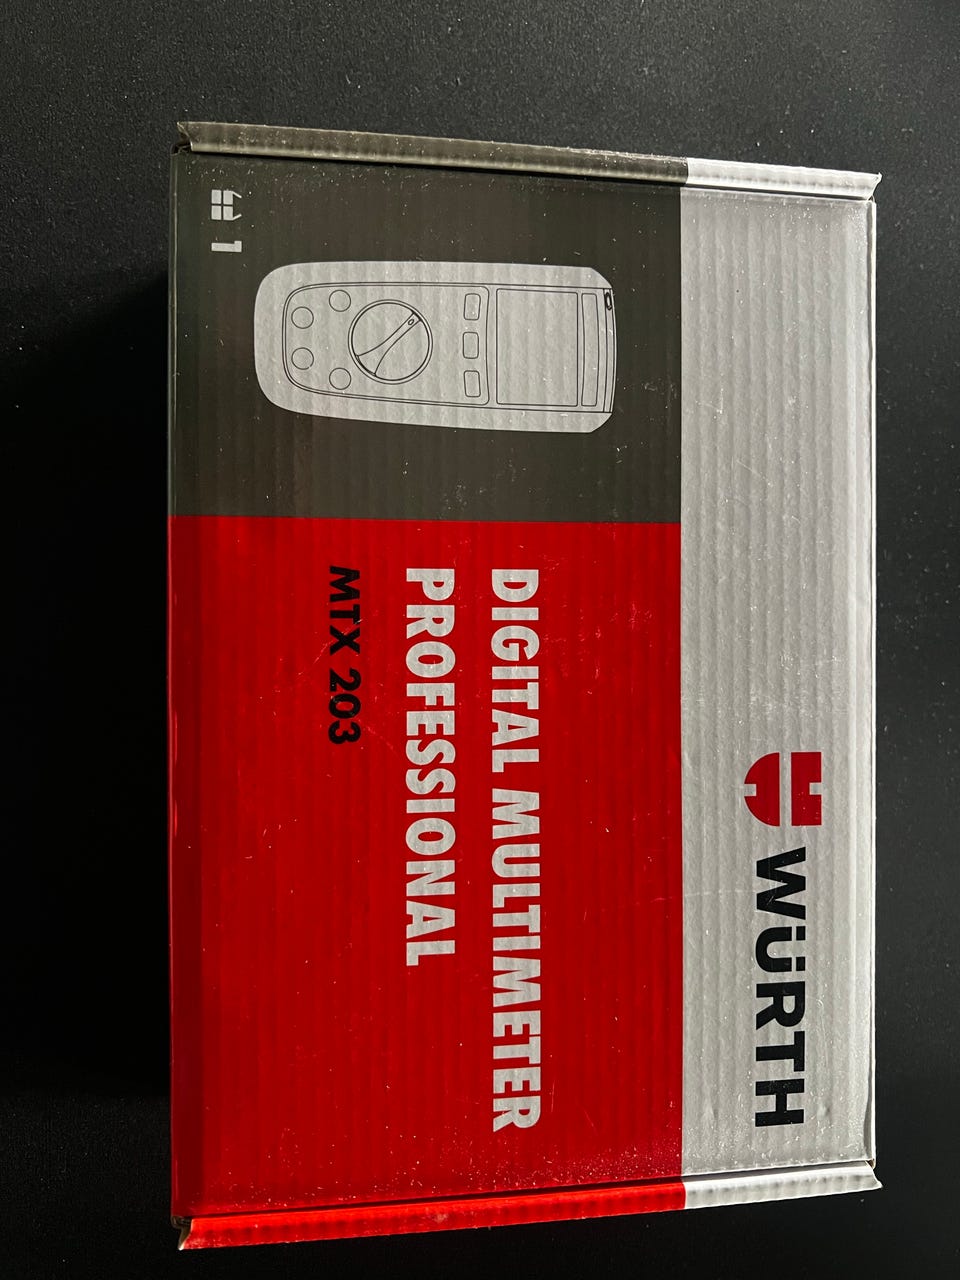 WÜRTH
DIGITAL MULTIMETER
PROFESSIONAL
MTX 203
1